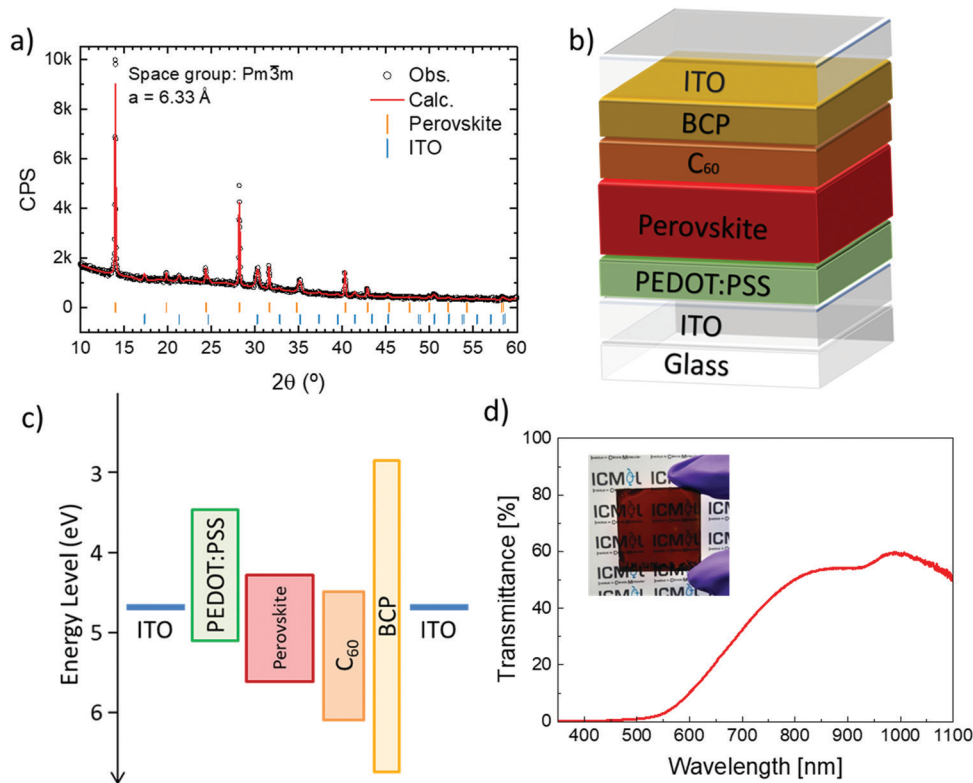 a)
Space group: Pm3̄m
a = 6.33 Å
Obs.
Calc.
Perovskite
ITO
10k
8k
6k
4k
2k
0
CPS
10 15 20 25 30 35 40 45 50 55 60
2θ (º)
b)
ITO
BCP
C₆₀
Perovskite
PEDOT:PSS
ITO
Glass
c)
Energy Level (eV)
3
4
5
6
ITO
PEDOT:PSS
Perovskite
C₆₀
BCP
ITO
d)
Transmittance [%]
100
80
60
40
20
0
ICMOL
ICMOL
ICMOL
ICMOL
400 500 600 700 800 900 1000 1100
Wavelength [nm]